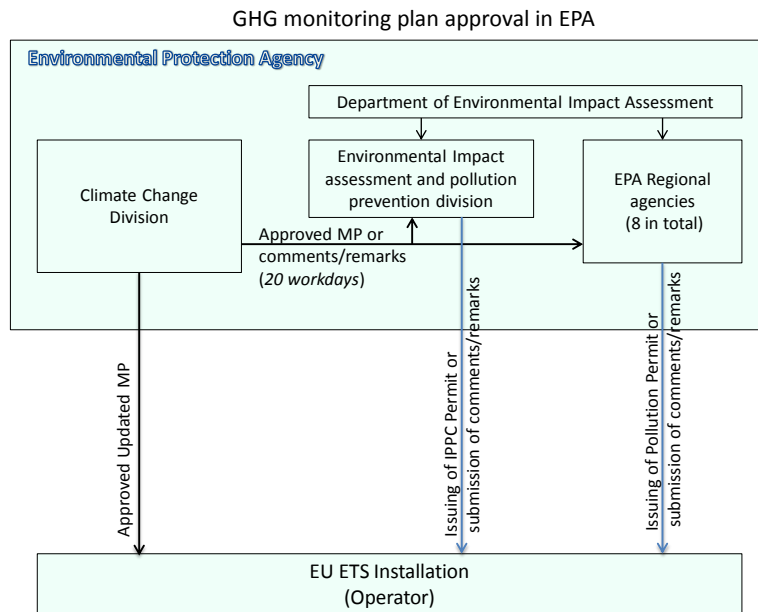 GHG monitoring plan approval in EPA
Environmental Protection Agency
Department of Environmental Impact Assessment
Climate Change
Division
Environmental Impact
assessment and pollution
prevention division
EPA Regional
agencies
(8 in total)
Approved MP or
comments/remarks
(20 workdays)
Approved Updated MP
Issuing of IPPC Permit or
submission of comments/remarks
Issuing of Pollution Permit or
submission of comments/remarks
EU ETS Installation
(Operator)